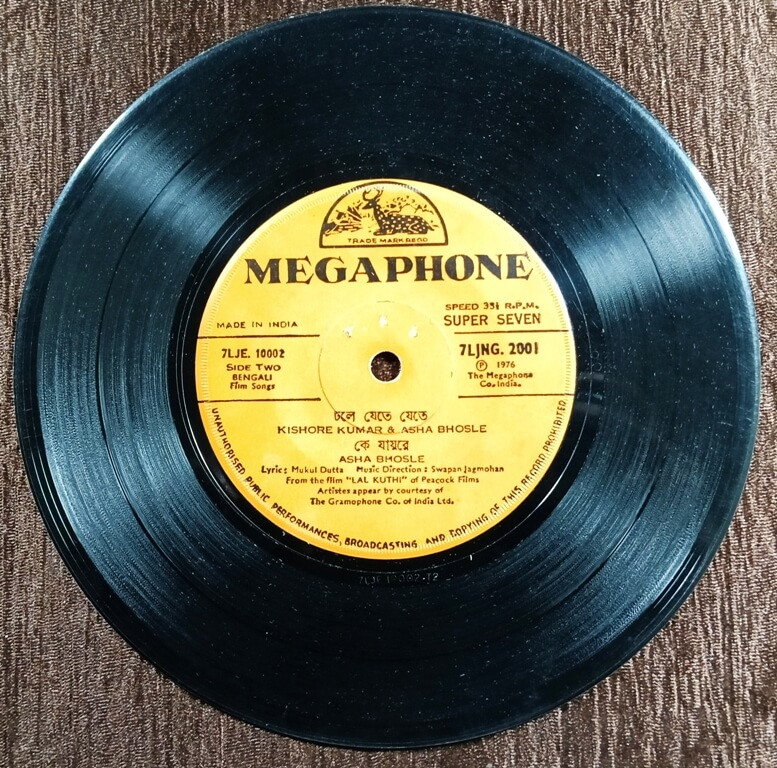 TRADE MARK REGD
MEGAPHONE
SPEED 33⅓ R.P.M.
MADE IN INDIA
SUPER SEVEN
7LJE. 10002
SIDE TWO
BENGALI
Film Songs
7LJNG. 2001
Ⓟ 1976
The Megaphone
Co. India.
চলে যেতে যেতে
KISHORE KUMAR & ASHA BHOSLE
কে যায়রে
ASHA BHOSLE
Lyric: Mukul Dutta Music Direction: Swapan Jagmohan
From the film "LAL KUTHI" of Peacock Films
Artistes appear by courtesy of
The Gramophone Co. of India Ltd.
UNAUTHORISED PUBLIC PERFORMANCES, BROADCASTING AND COPYING OF THIS RECORD PROHIBITED